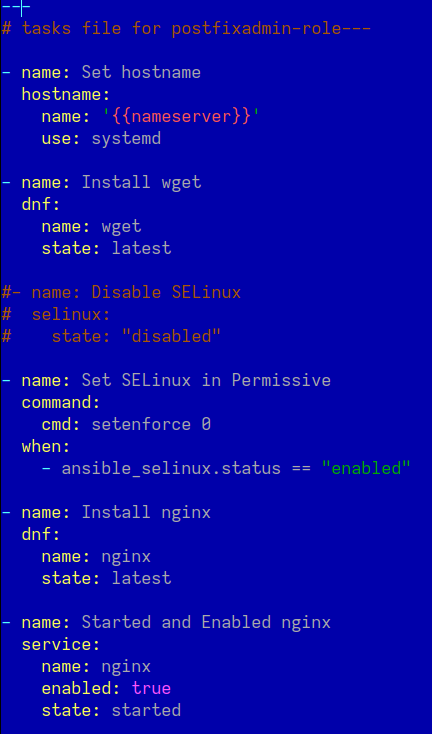 ---
# tasks file for postfixadmin-role---

- name: Set hostname
  hostname:
    name: '{{nameserver}}'
    use: systemd

- name: Install wget
  dnf:
    name: wget
    state: latest

#- name: Disable SELinux
#  selinux:
#    state: "disabled"

- name: Set SELinux in Permissive
  command:
    cmd: setenforce 0
  when:
    - ansible_selinux.status == "enabled"

- name: Install nginx
  dnf:
    name: nginx
    state: latest

- name: Started and Enabled nginx
  service:
    name: nginx
    enabled: true
    state: started